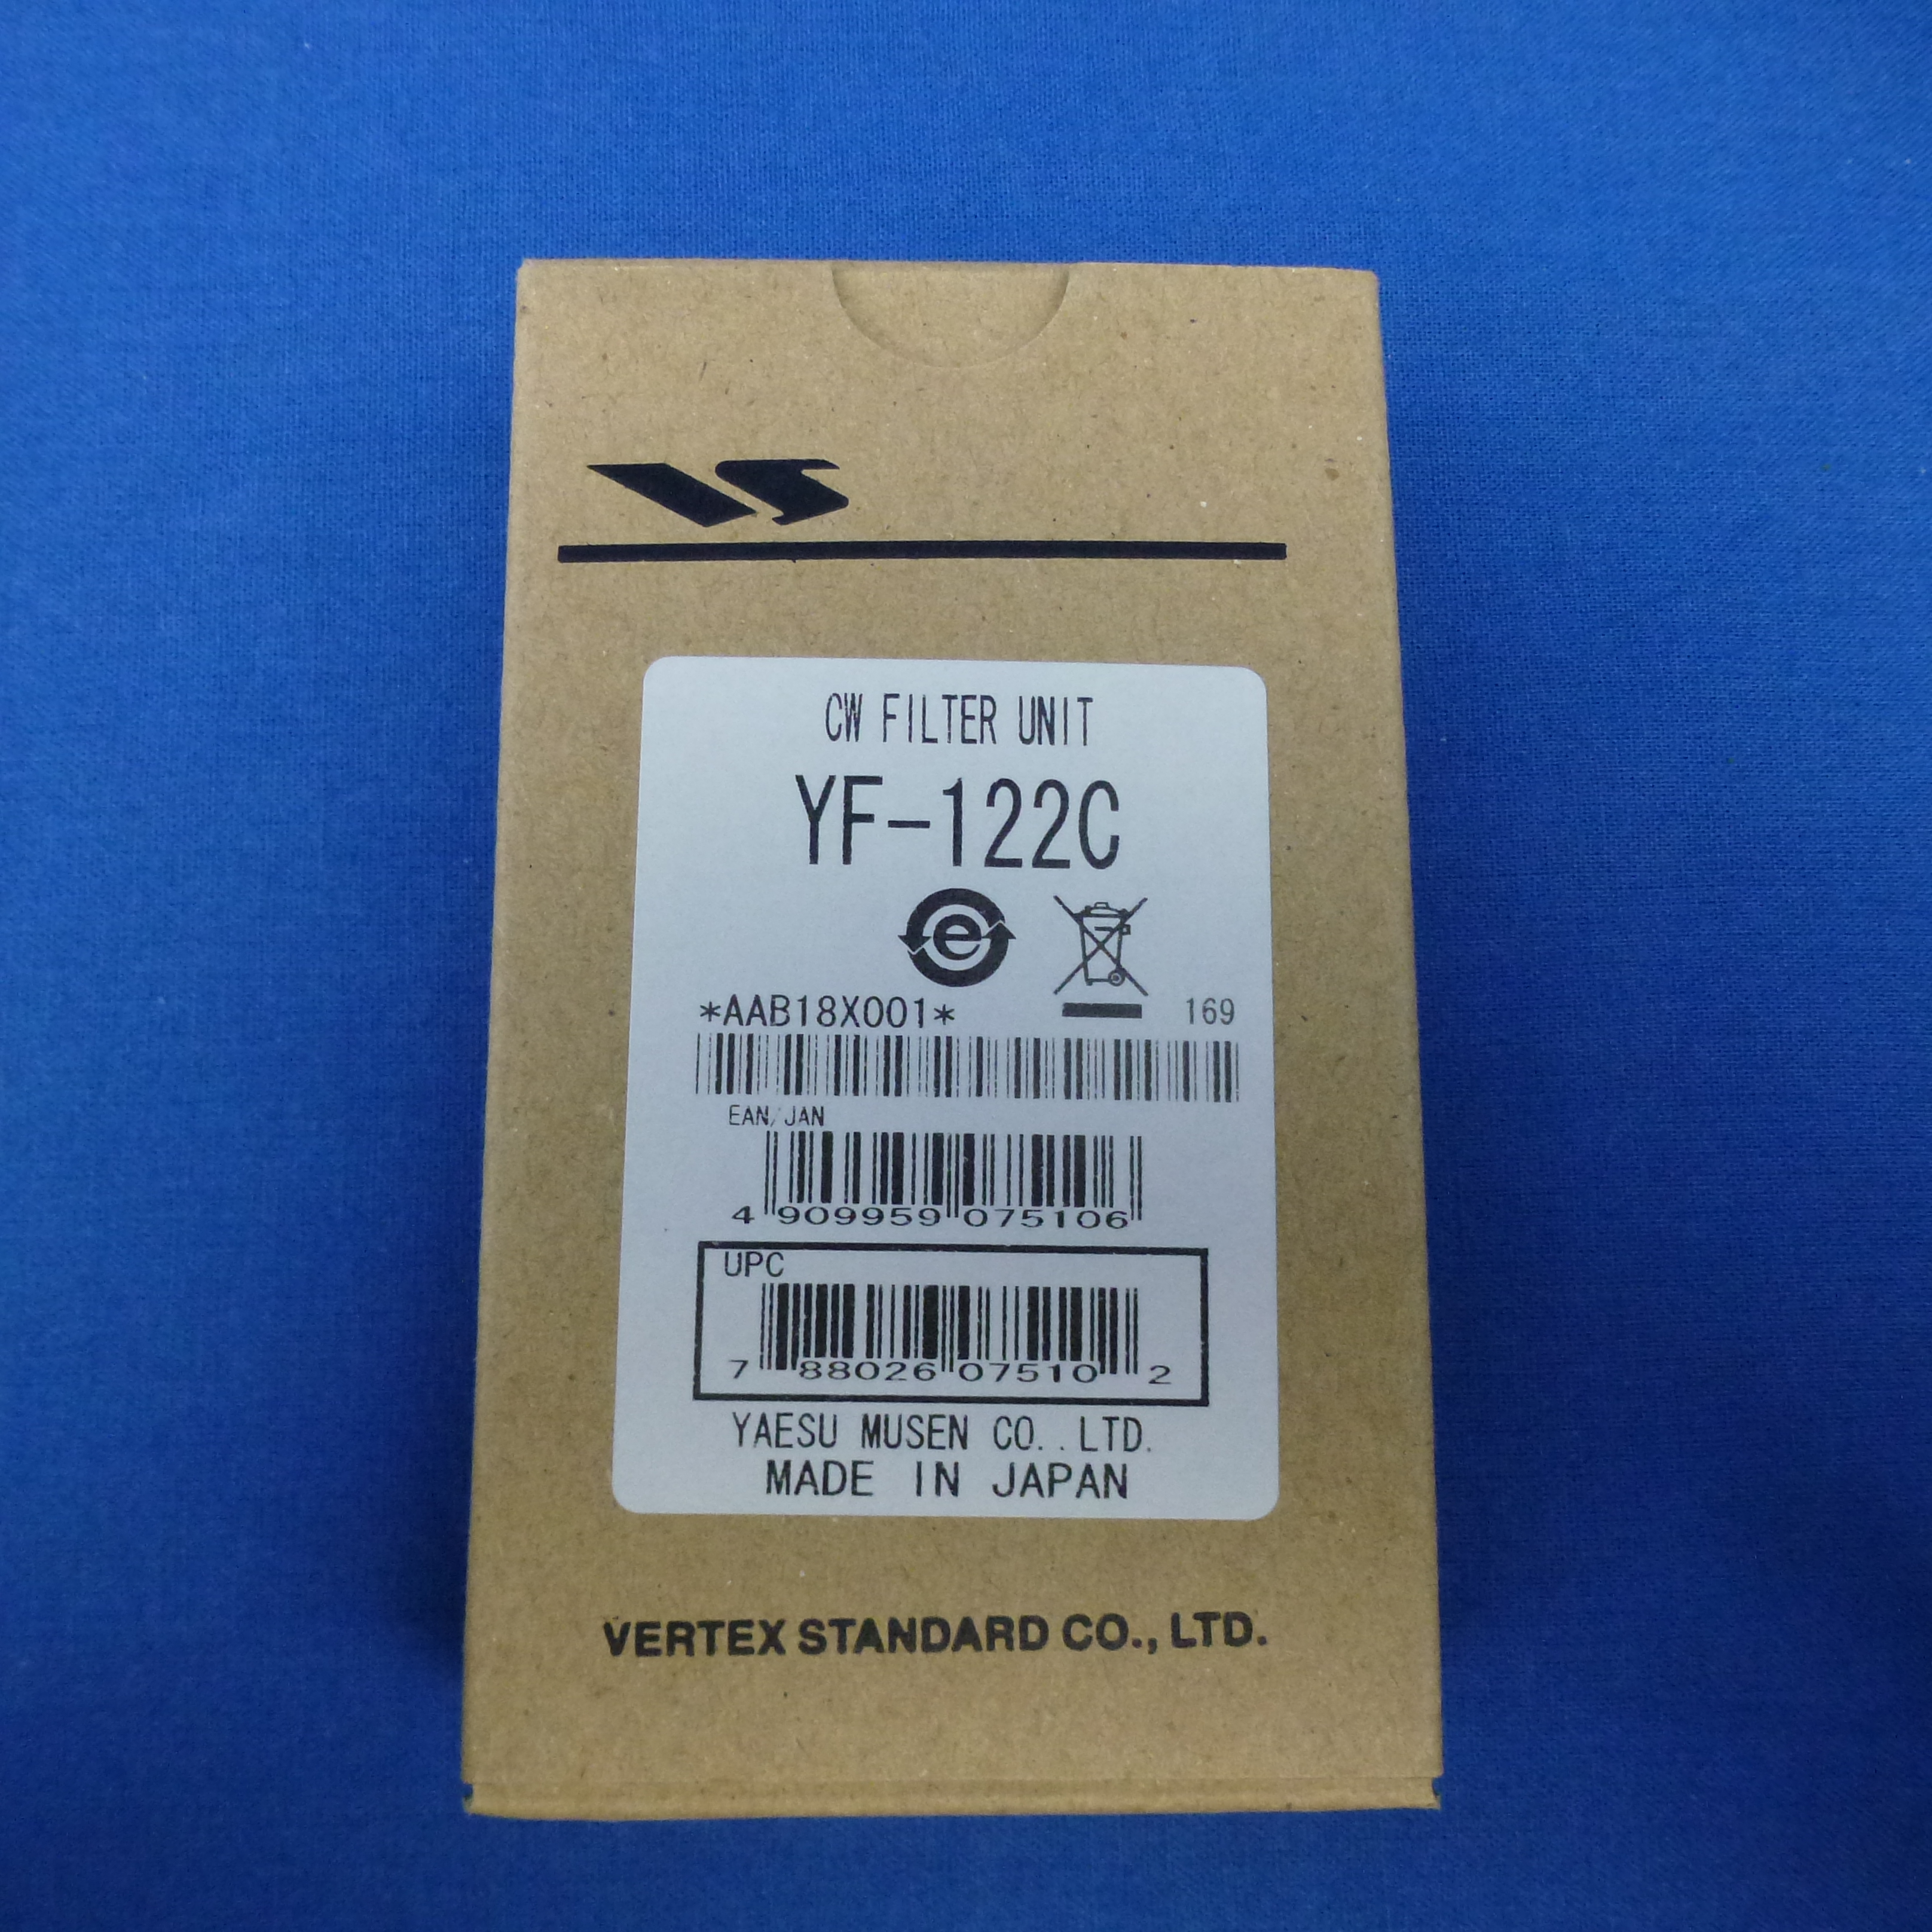 VS
CW FILTER UNIT
YF-122C
e
*AAB18X001*
169
EAN/JAN
4 909959 075106
UPC
7 88026 07510 2
YAESU MUSEN CO.,LTD.
MADE IN JAPAN
VERTEX STANDARD CO., LTD.